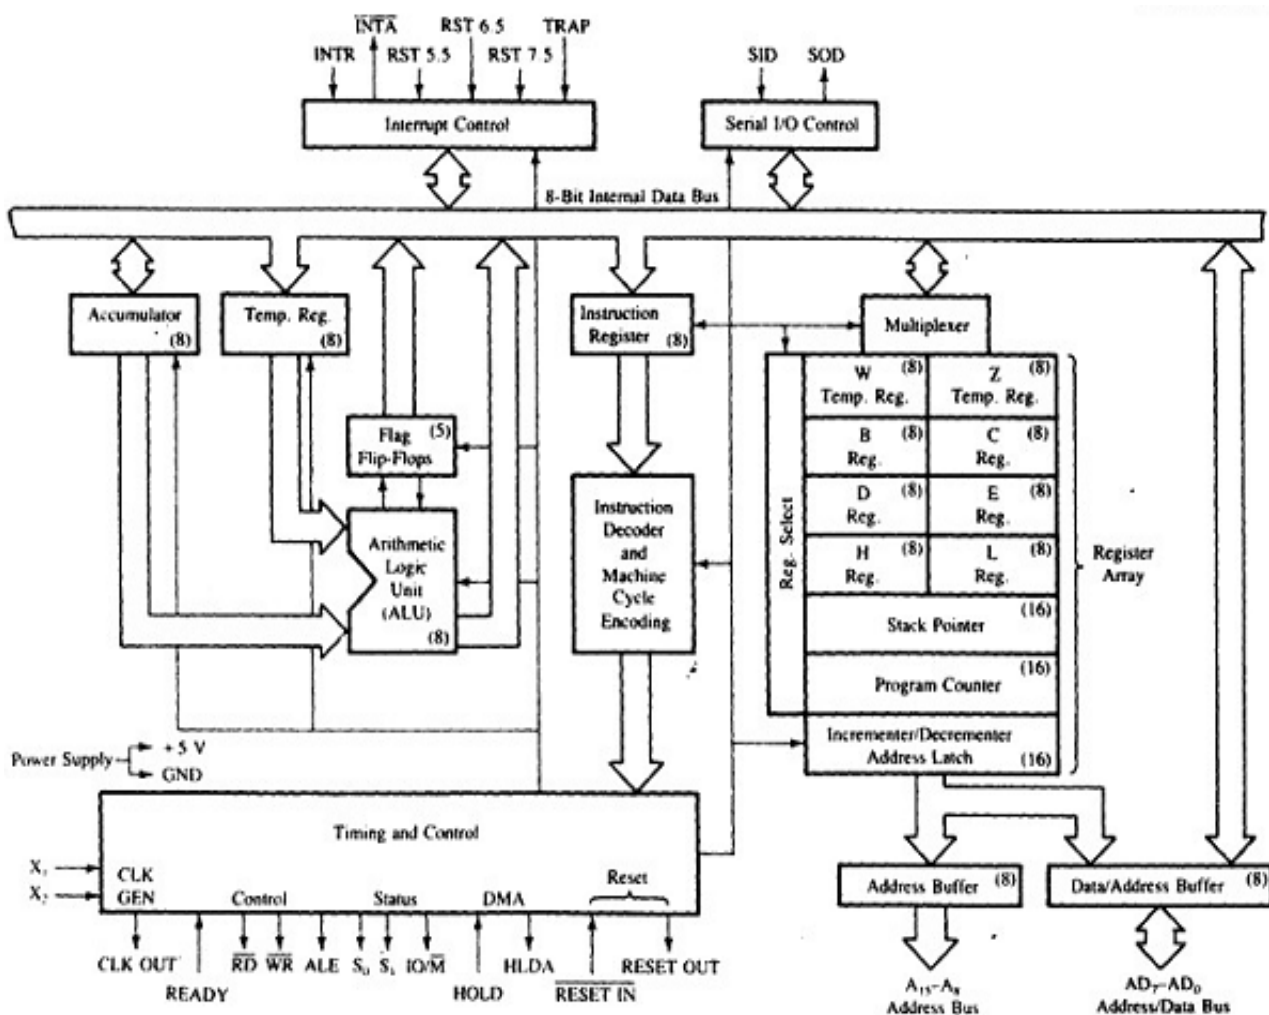 INTA
RST 6.5
TRAP
INTR
RST 5.5
RST 7.5
SID
SOD
Interrupt Control
Serial I/O Control
8-Bit Internal Data Bus
Accumulator
(8)
Temp. Reg.
(8)
Instruction
Register
(8)
Multiplexer
W
Temp. Reg.
(8)
Z
Temp. Reg.
(8)
Flag
Flip-Flops
(5)
B
Reg.
(8)
C
Reg.
(8)
D
Reg.
(8)
E
Reg.
(8)
H
Reg.
(8)
L
Reg.
(8)
Reg. Select
Register
Array
Arithmetic
Logic
Unit
(ALU)
(8)
Instruction
Decoder
and
Machine
Cycle
Encoding
Stack Pointer
(16)
Program Counter
(16)
Incrementer/Decrementer
Address Latch
(16)
Power Supply
+5 V
GND
Timing and Control
X₁
X₂
CLK
GEN
Control
Status
DMA
Reset
Address Buffer
(8)
Data/Address Buffer
(8)
CLK OUT
READY
RD
WR
ALE
S₀
S₁
IO/M
HOLD
HLDA
RESET IN
RESET OUT
A₁₅–A₈
Address Bus
AD₇–AD₀
Address/Data Bus